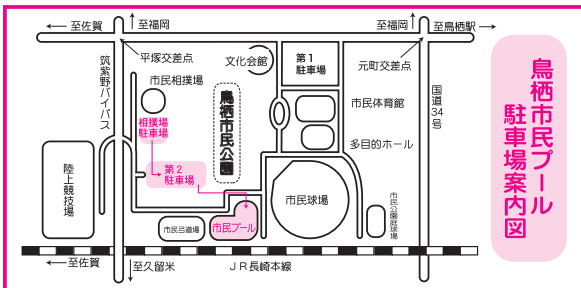 ←至佐賀
↑至福岡
至福岡↑
至鳥栖駅→
平塚交差点
文化会館
第1
駐車場
元町交差点
筑紫野バイパス
市民相撲場
鳥栖市民公園
市民体育館
国道34号
相撲場
駐車場
多目的ホール
第2
駐車場
陸上競技場
市民球場
市民公園庭球場
市民弓道場
市民プール
←至佐賀
↓至久留米
JR長崎本線
鳥栖市民プール
駐車場案内図